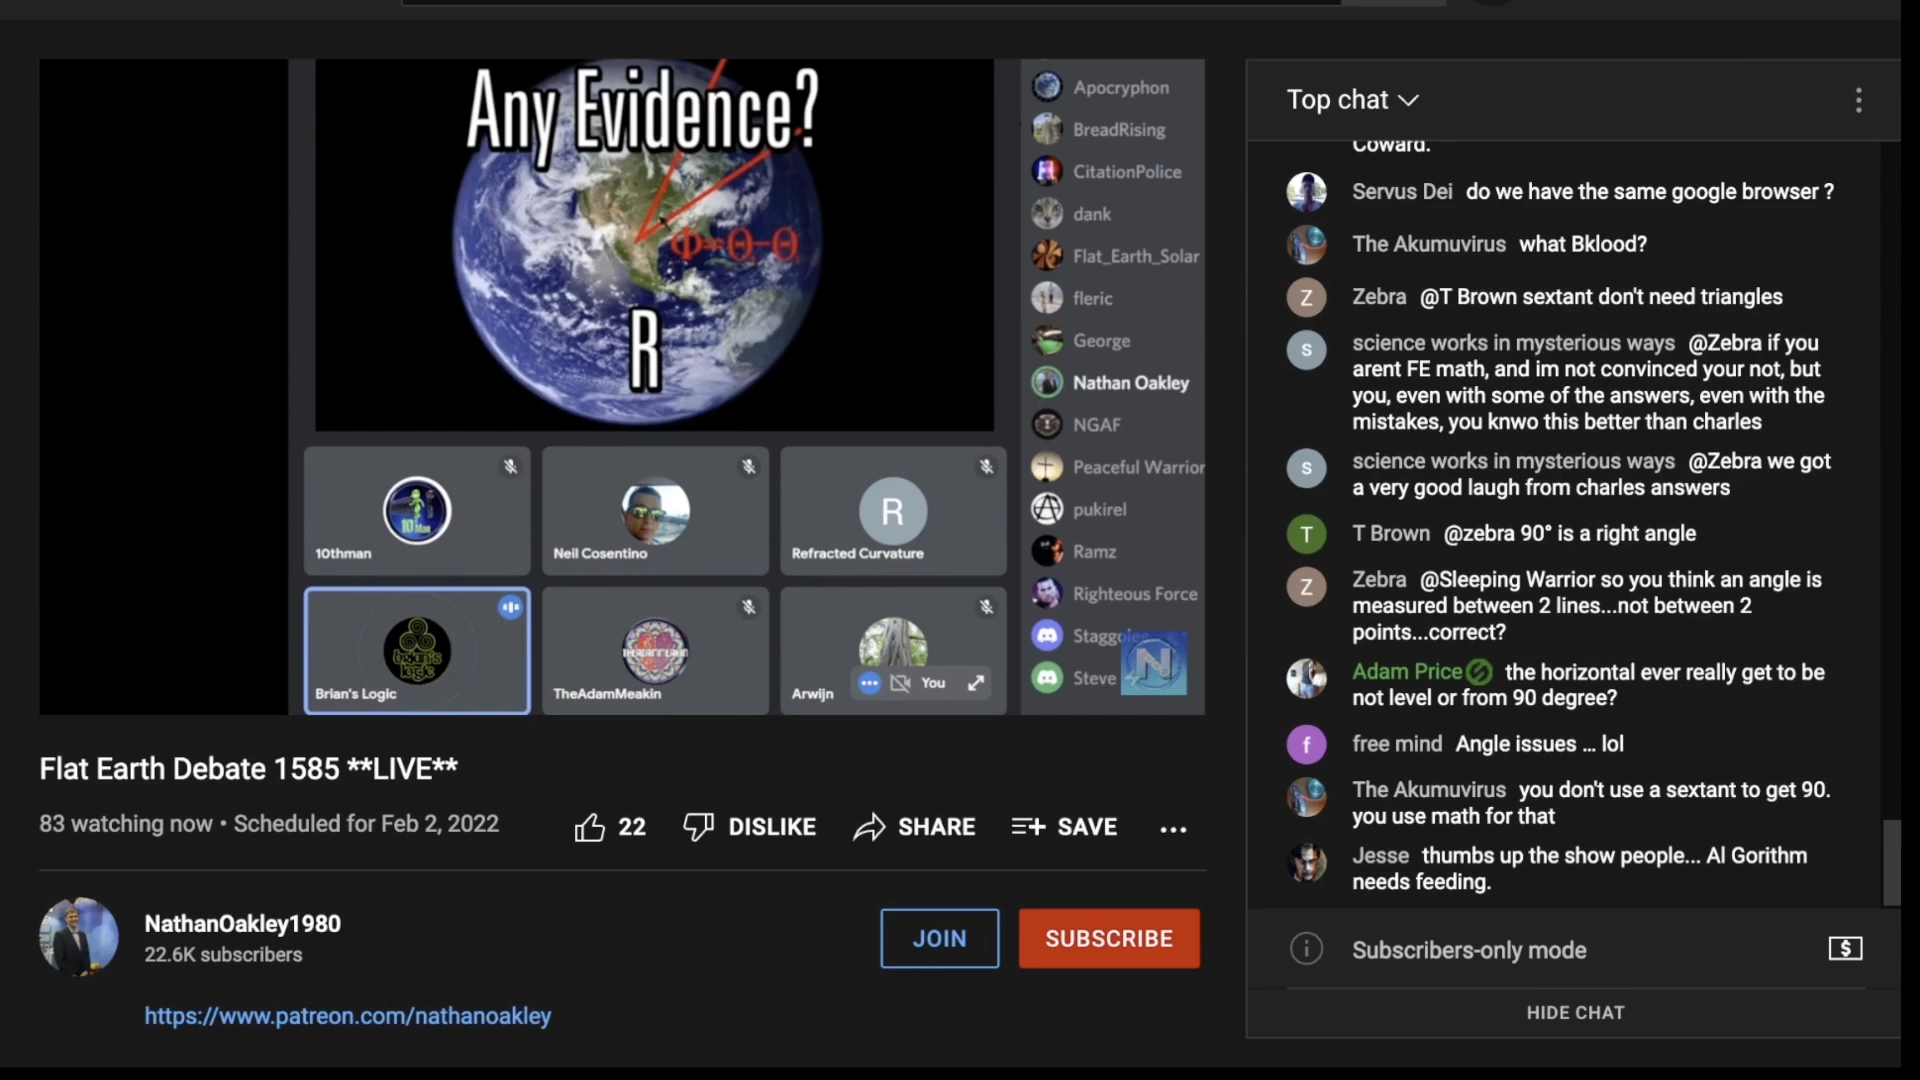 Any Evidence?
Φ=θ-θ
R
10thman
Neil Cosentino
R
Refracted Curvature
brian's
logic
Brian's Logic
TheAdamMeakin
Arwijn
You
Apocryphon
BreadRising
CitationPolice
dank
Flat_Earth_Solar
fleric
George
Nathan Oakley
NGAF
Peaceful Warrior
pukirel
Ramz
Righteous Force
Staggolee
Steve
N
Flat Earth Debate 1585 **LIVE**
83 watching now • Scheduled for Feb 2, 2022
22
DISLIKE
SHARE
SAVE
NathanOakley1980
22.6K subscribers
JOIN
SUBSCRIBE
https://www.patreon.com/nathanoakley
Top chat
Coward.
Servus Dei do we have the same google browser ?
The Akumuvirus what Bklood?
Z
Zebra @T Brown sextant don't need triangles
S
science works in mysterious ways @Zebra if you
arent FE math, and im not convinced your not, but
you, even with some of the answers, even with the
mistakes, you knwo this better than charles
S
science works in mysterious ways @Zebra we got
a very good laugh from charles answers
T
T Brown @zebra 90° is a right angle
Z
Zebra @Sleeping Warrior so you think an angle is
measured between 2 lines...not between 2
points...correct?
Adam Price the horizontal ever really get to be
not level or from 90 degree?
f
free mind Angle issues ... lol
The Akumuvirus you don't use a sextant to get 90.
you use math for that
Jesse thumbs up the show people... Al Gorithm
needs feeding.
Subscribers-only mode
$
HIDE CHAT